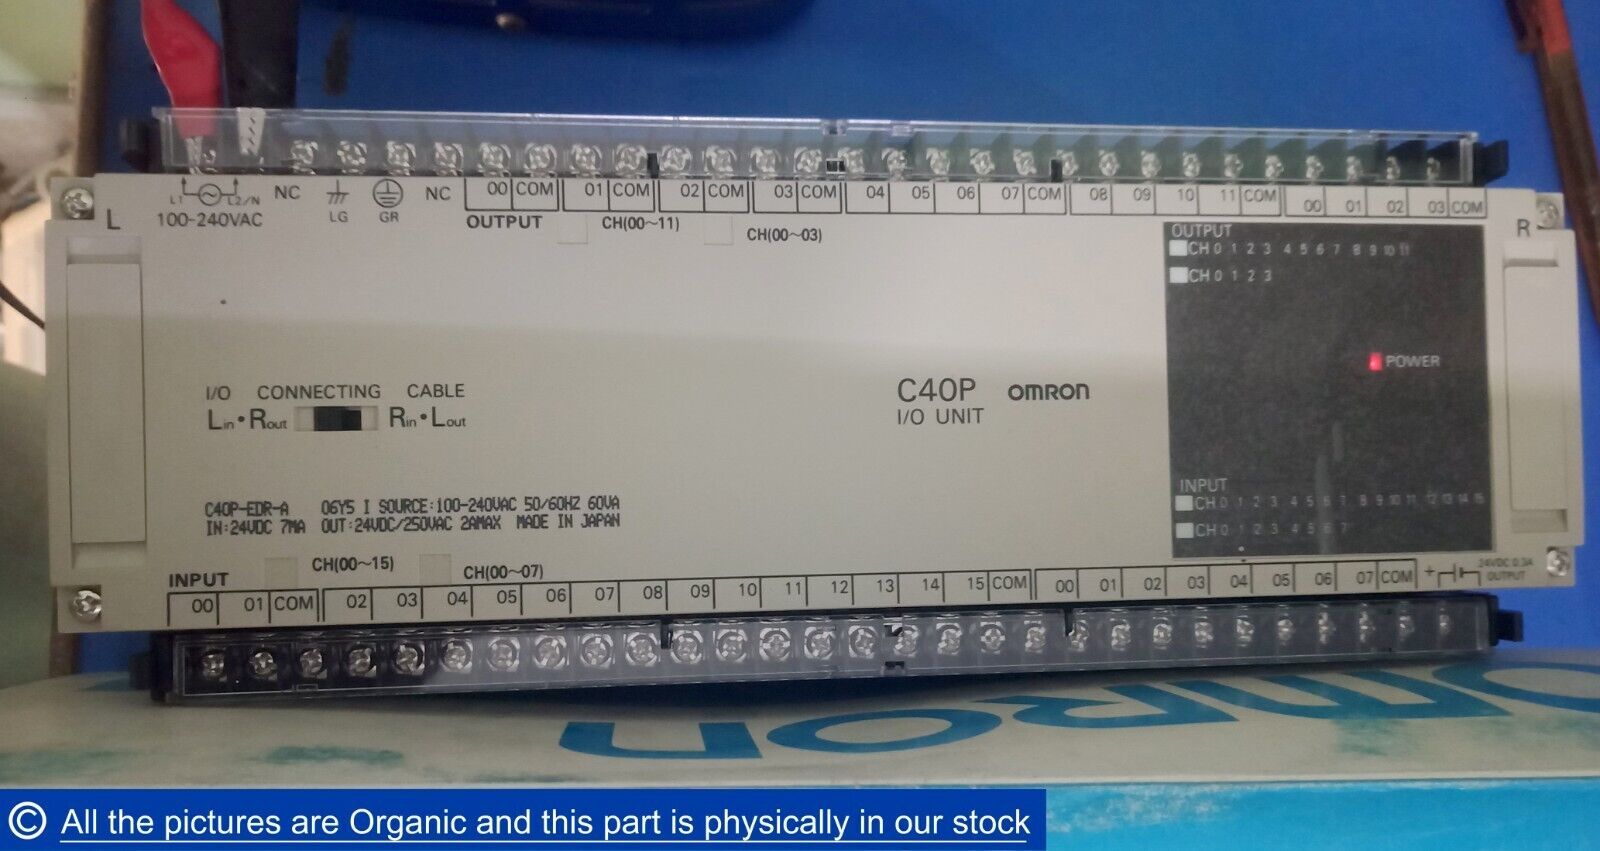 L1 L2/N NC LG GR NC 00 COM 01 COM 02 COM 03 COM 04 05 06 07 COM 08 09 10 11 COM 00 01 02 03 COM
L 100-240VAC OUTPUT CH(00~11) CH(00~03) R
OUTPUT
CH 0 1 2 3 4 5 6 7 8 9 10 11
CH 0 1 2 3
POWER
I/O CONNECTING CABLE
Lin•Rout Rin•Lout
C40P OMRON
I/O UNIT
INPUT
CH 0 1 2 3 4 5 6 7 8 9 10 11 12 13 14 15
CH 0 1 2 3 4 5 6 7
C40P-EDR-A 06Y5 I SOURCE:100-240VAC 50/60HZ 60VA
IN:24VDC 7MA OUT:24VDC/250VAC 2AMAX MADE IN JAPAN
INPUT CH(00~15) CH(00~07)
00 01 COM 02 03 04 05 06 07 08 09 10 11 12 13 14 15 COM 00 01 02 03 04 05 06 07 COM + 24VDC 0.3A
OUTPUT
OMRON
© All the pictures are Organic and this part is physically in our stock